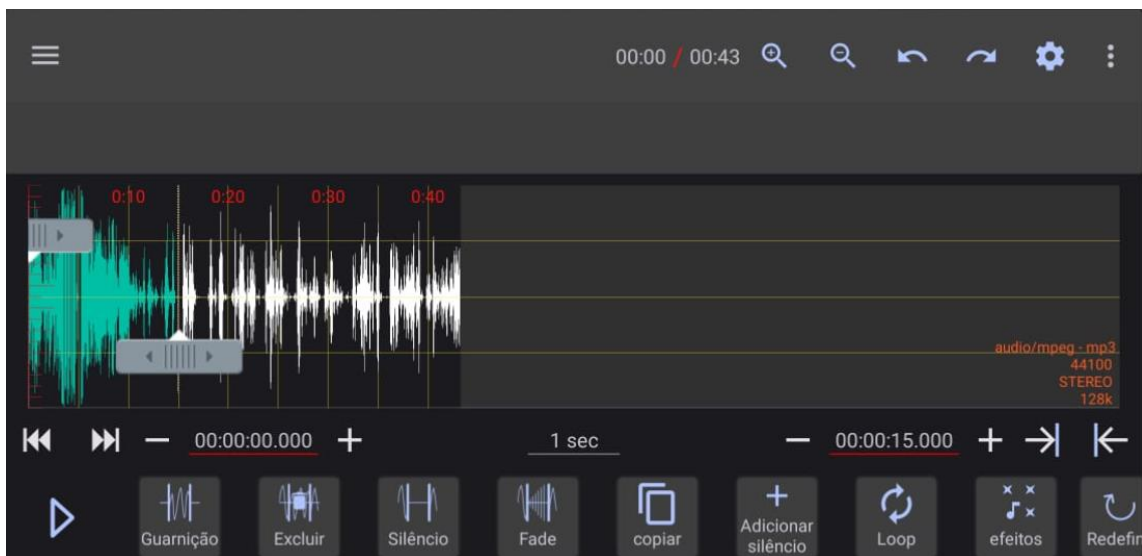 00:00 / 00:43
0:10 0:20 0:30 0:40
audio/mpeg - mp3
44100
STEREO
128k
00:00:00.000 1 sec 00:00:15.000
Guarnição Excluir Silêncio Fade copiar Adicionar silêncio Loop efeitos Redefir